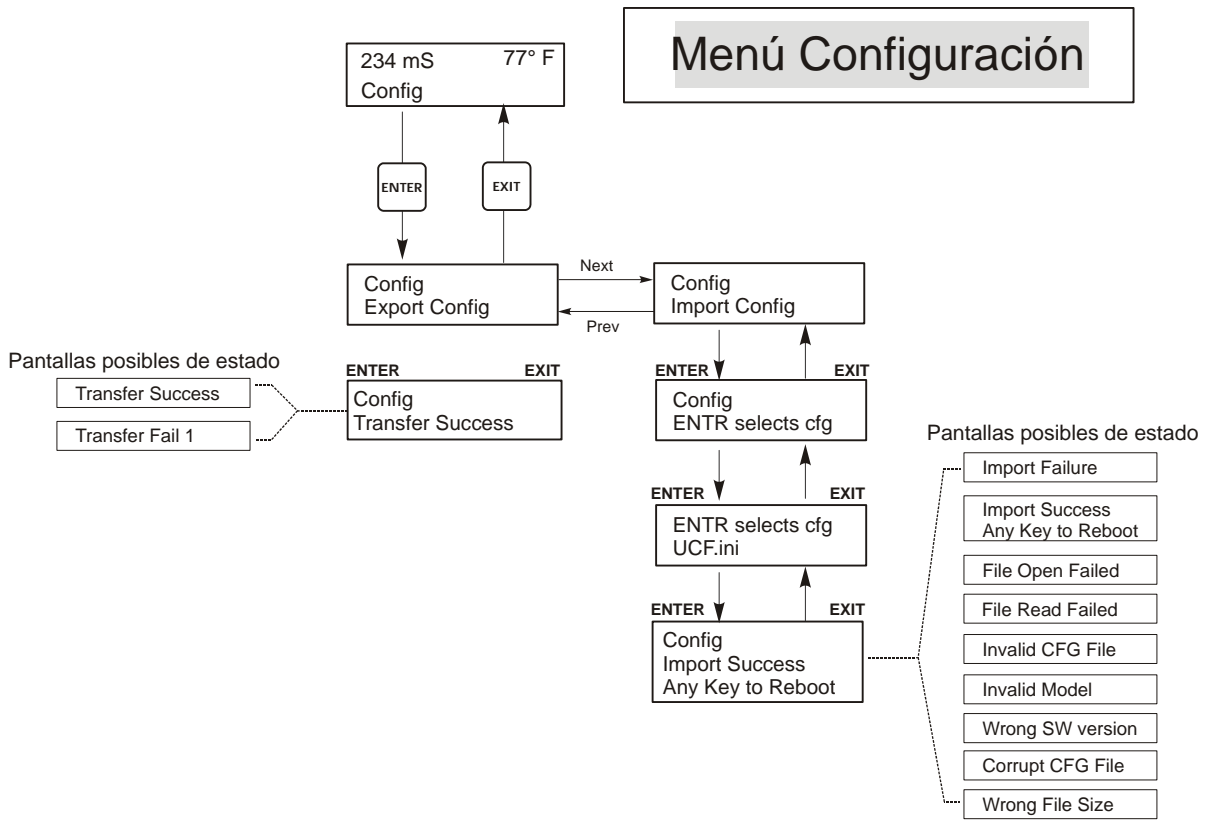 Menú Configuración
234 mS 77° F
Config
ENTER
EXIT
Config
Export Config
Next
Prev
Config
Import Config
Pantallas posibles de estado
Transfer Success
Transfer Fail 1
ENTER EXIT
Config
Transfer Success
ENTER EXIT
Config
ENTR selects cfg
ENTER EXIT
ENTR selects cfg
UCF.ini
ENTER EXIT
Config
Import Success
Any Key to Reboot
Pantallas posibles de estado
Import Failure
Import Success
Any Key to Reboot
File Open Failed
File Read Failed
Invalid CFG File
Invalid Model
Wrong SW version
Corrupt CFG File
Wrong File Size